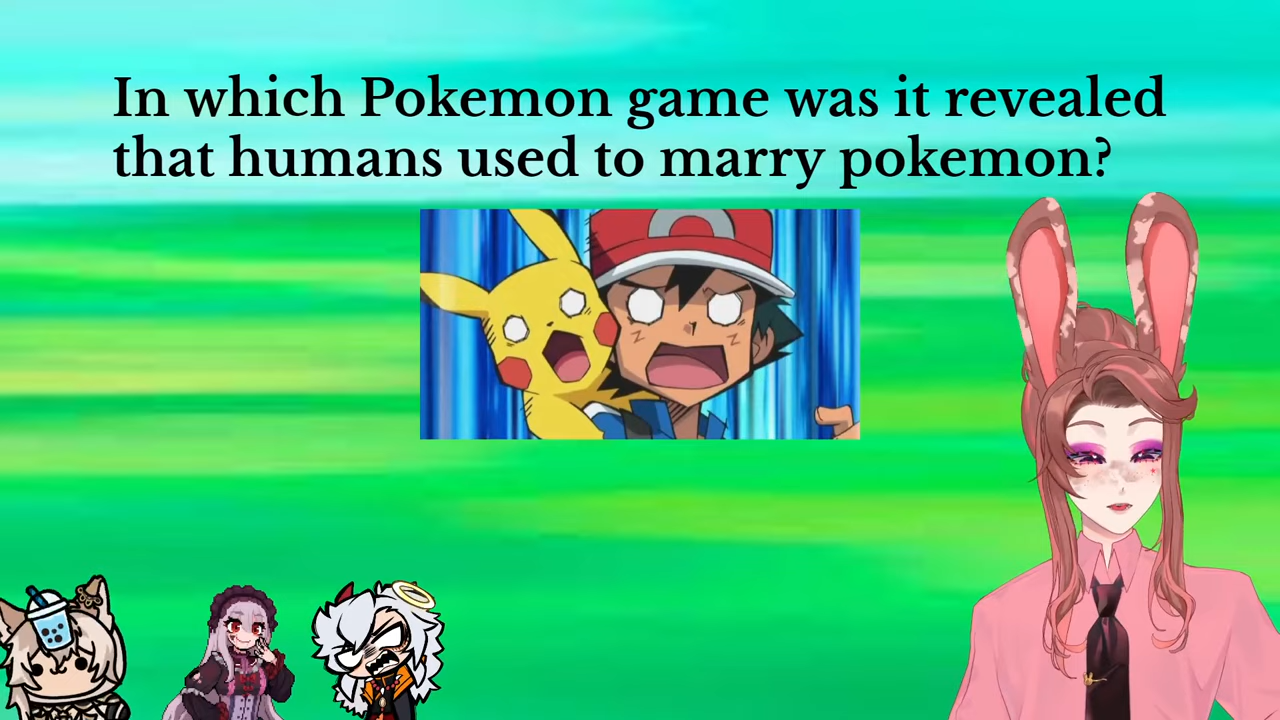 In which Pokemon game was it revealed
that humans used to marry pokemon?